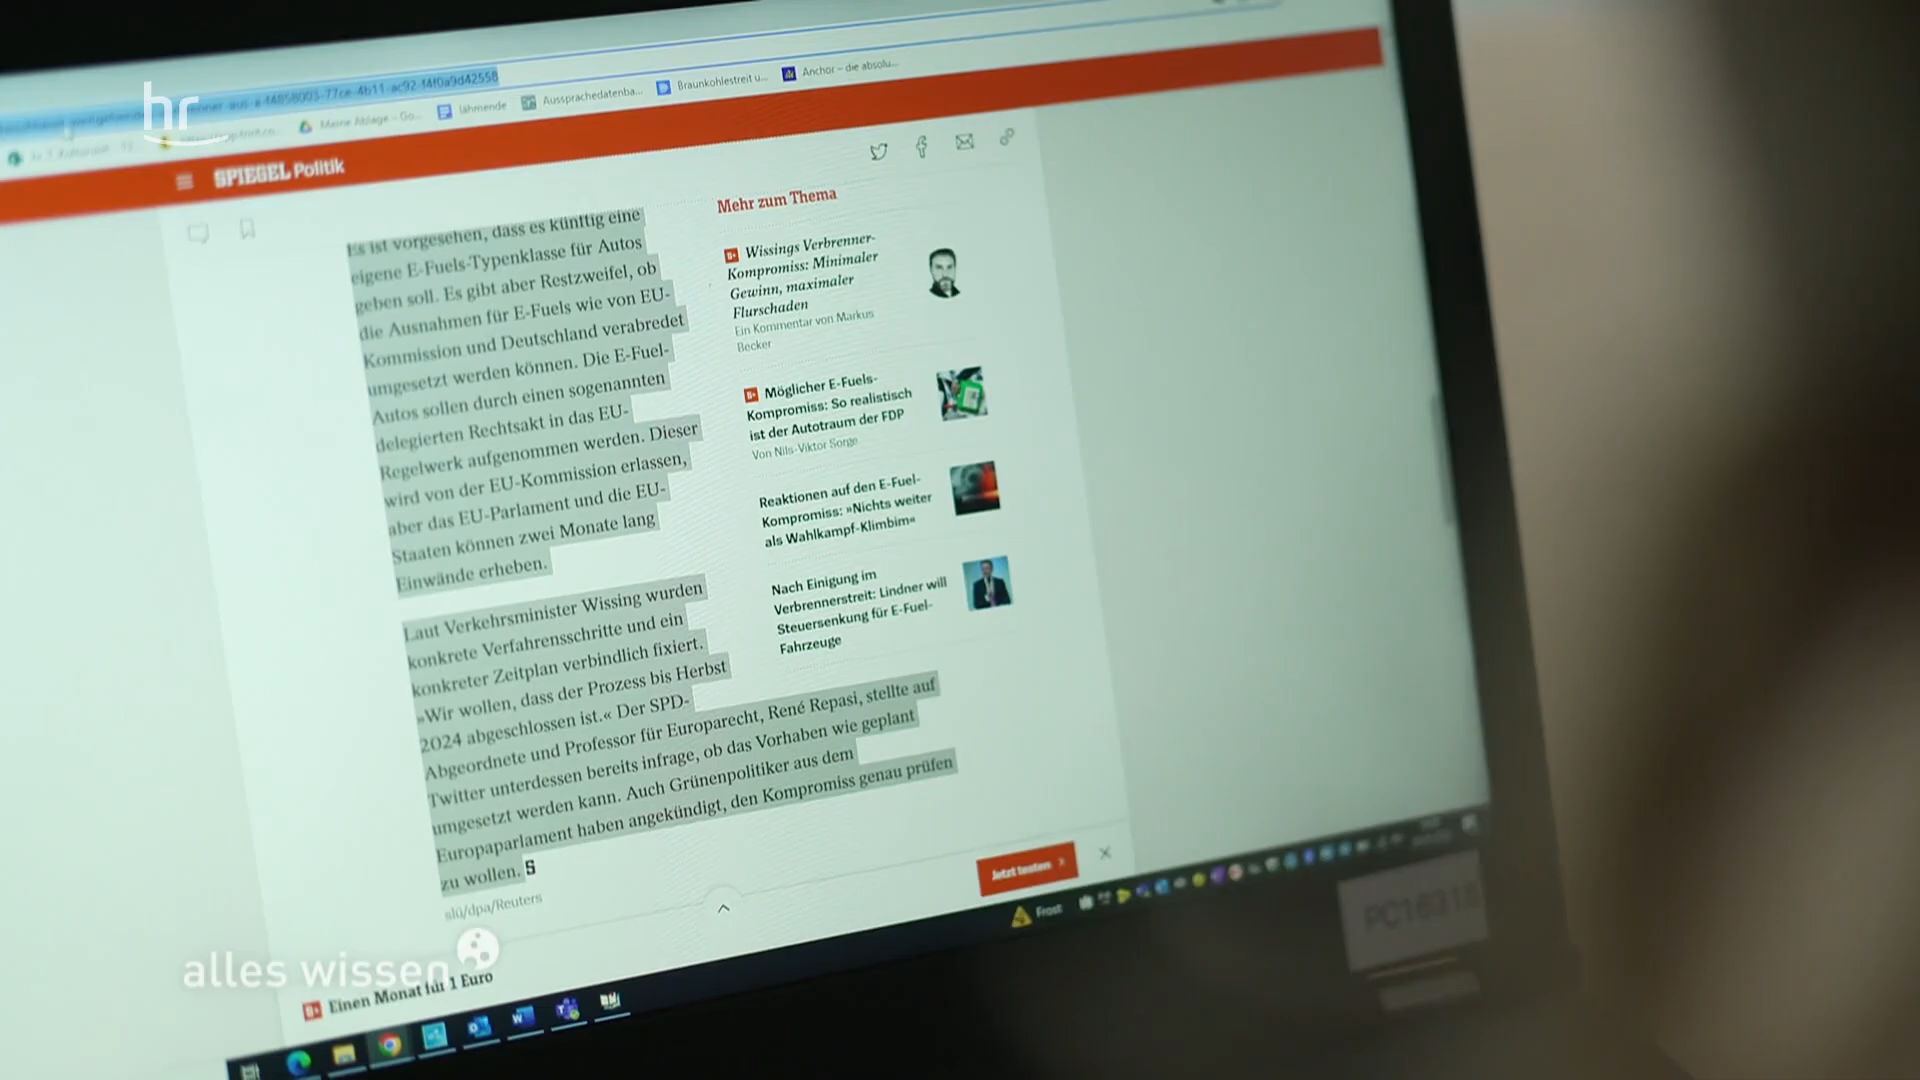 hr
enner-aus-a-f4858003-77ce-4b11-ac92-f4f0a9d42558
Meine Ablage – Go...
lähmende
Aussprachedatenba...
Braunkohlestreit u...
Anchor – die absolu...
SPIEGEL Politik
Es ist vorgesehen, dass es künftig eine
eigene E-Fuels-Typenklasse für Autos
geben soll. Es gibt aber Restzweifel, ob
die Ausnahmen für E-Fuels wie von EU-
Kommission und Deutschland verabredet
umgesetzt werden können. Die E-Fuel-
Autos sollen durch einen sogenannten
delegierten Rechtsakt in das EU-
Regelwerk aufgenommen werden. Dieser
wird von der EU-Kommission erlassen,
aber das EU-Parlament und die EU-
Staaten können zwei Monate lang
Einwände erheben.
Laut Verkehrsminister Wissing wurden
konkrete Verfahrensschritte und ein
konkreter Zeitplan verbindlich fixiert.
»Wir wollen, dass der Prozess bis Herbst
2024 abgeschlossen ist.« Der SPD-
Abgeordnete und Professor für Europarecht, René Repasi, stellte auf
Twitter unterdessen bereits infrage, ob das Vorhaben wie geplant
umgesetzt werden kann. Auch Grünenpolitiker aus dem
Europaparlament haben angekündigt, den Kompromiss genau prüfen
zu wollen. S
slü/dpa/Reuters
Mehr zum Thema
S+ Wissings Verbrenner-
Kompromiss: Minimaler
Gewinn, maximaler
Flurschaden
Ein Kommentar von Markus
Becker
S+ Möglicher E-Fuels-
Kompromiss: So realistisch
ist der Autotraum der FDP
Von Nils-Viktor Sorge
Reaktionen auf den E-Fuel-
Kompromiss: »Nichts weiter
als Wahlkampf-Klimbim«
Nach Einigung im
Verbrennerstreit: Lindner will
Steuersenkung für E-Fuel-
Fahrzeuge
Jetzt testen
S+ Einen Monat für 1 Euro
Frost
alles wissen